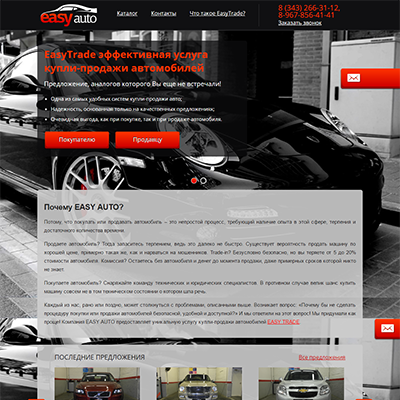 easy auto
Каталог
Контакты
Что такое EasyTrade?
8 (343) 266-31-12,
8-967-856-41-41
Заказать звонок
EasyTrade эффективная услуга
купли-продажи автомобилей
Предложение, аналогов которого Вы еще не встречали!
Одна из самых удобных систем купли-продажи авто;
Надежность, основанная только на качественных предложениях;
Очевидная выгода, как при покупке, так и при продаже автомобиля.
Покупателю
Продавцу
Почему EASY AUTO?
Потому, что покупать или продавать автомобиль – это непростой процесс, требующий наличие опыта в этой сфере, терпения и
достаточного количества времени.
Продаете автомобиль? Тогда запаситесь терпением, ведь это далеко не быстро. Существует вероятность продать машину по
хорошей цене, примерно такая же, как и нарваться на мошенников. Trade-in? Безусловно безопасно, но вы теряете от 5 до 20%
стоимости автомобиля. Комиссия? Остаетесь без автомобиля и денег до момента продажи, даже примерных сроков которой никто
не знает.
Покупаете автомобиль? Снаряжайте команду технических и юридических специалистов. В противном случае велик шанс купить
машину совсем не в том техническом состоянии о котором шла речь.
Каждый из нас, рано или поздно, может столкнуться с проблемами, описанными выше. Возникает вопрос: «Почему бы не сделать
процедуру покупки или продажи автомобилей безопасной, удобной и доступной?» И мы ответили на этот вопрос! Мы придумали как
проще! Компания EASY AUTO предоставляет уникальную услугу купли-продажи автомобилей EASY TRADE.
ПОСЛЕДНИЕ ПРЕДЛОЖЕНИЯ
Все предложения